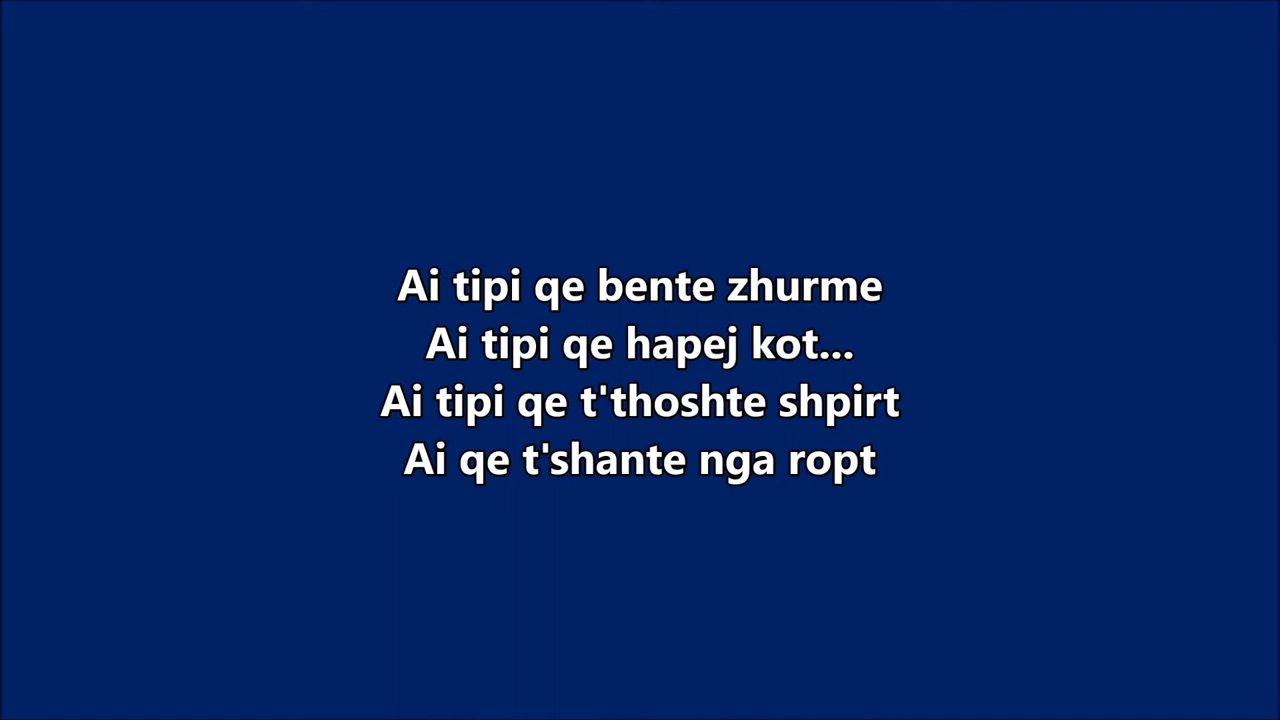 Ai tipi qe bente zhurme
Ai tipi qe hapej kot...
Ai tipi qe t'thoshte shpirt
Ai qe t'shante nga ropt